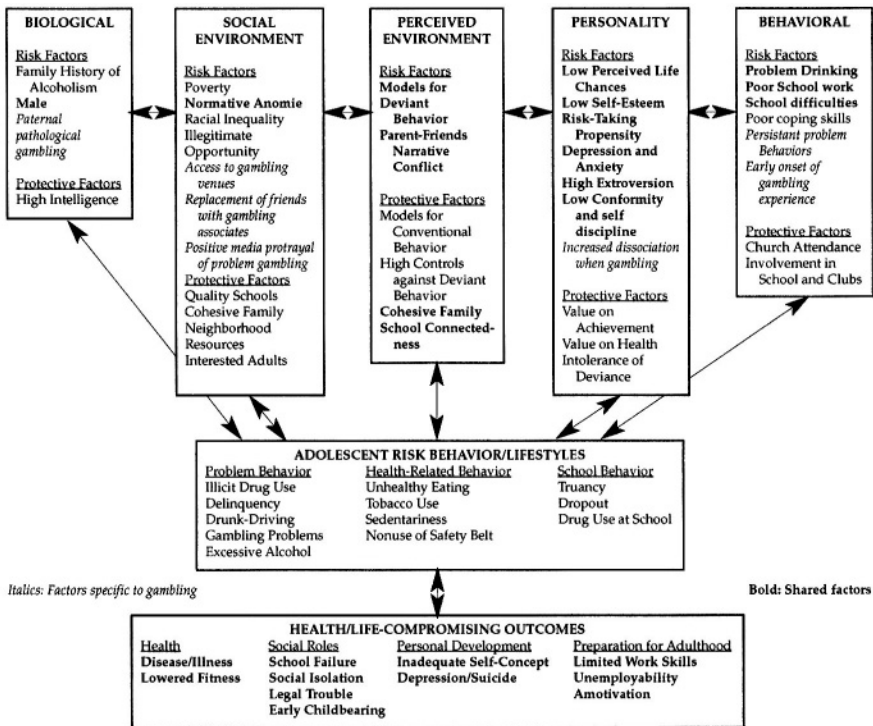 BIOLOGICAL
Risk Factors
Family History of
Alcoholism
Male
Paternal
pathological
gambling
Protective Factors
High Intelligence
SOCIAL
ENVIRONMENT
Risk Factors
Poverty
Normative Anomie
Racial Inequality
Illegitimate
Opportunity
Access to gambling
venues
Replacement of friends
with gambling
associates
Positive media protrayal
of problem gambling
Protective Factors
Quality Schools
Cohesive Family
Neighborhood
Resources
Interested Adults
PERCEIVED
ENVIRONMENT
Risk Factors
Models for
Deviant
Behavior
Parent-Friends
Narrative
Conflict
Protective Factors
Models for
Conventional
Behavior
High Controls
against Deviant
Behavior
Cohesive Family
School Connected-
ness
PERSONALITY
Risk Factors
Low Perceived Life
Chances
Low Self-Esteem
Risk-Taking
Propensity
Depression and
Anxiety
High Extroversion
Low Conformity
and self
discipline
Increased dissociation
when gambling
Protective Factors
Value on
Achievement
Value on Health
Intolerance of
Deviance
BEHAVIORAL
Risk Factors
Problem Drinking
Poor School work
School difficulties
Poor coping skills
Persistant problem
Behaviors
Early onset of
gambling
experience
Protective Factors
Church Attendance
Involvement in
School and Clubs
ADOLESCENT RISK BEHAVIOR/LIFESTYLES
Problem Behavior
Illicit Drug Use
Delinquency
Drunk-Driving
Gambling Problems
Excessive Alcohol
Health-Related Behavior
Unhealthy Eating
Tobacco Use
Sedentariness
Nonuse of Safety Belt
School Behavior
Truancy
Dropout
Drug Use at School
Italics: Factors specific to gambling
Bold: Shared factors
HEALTH/LIFE-COMPROMISING OUTCOMES
Health
Disease/Illness
Lowered Fitness
Social Roles
School Failure
Social Isolation
Legal Trouble
Early Childbearing
Personal Development
Inadequate Self-Concept
Depression/Suicide
Preparation for Adulthood
Limited Work Skills
Unemployability
Amotivation